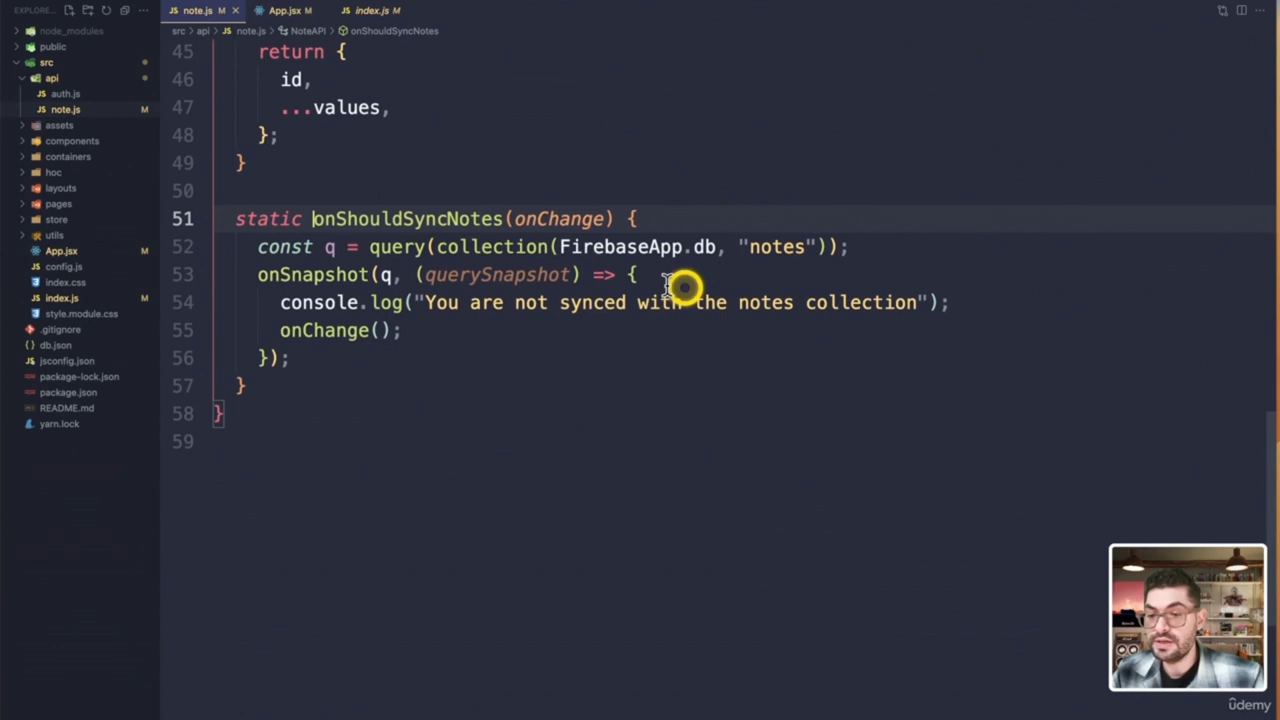 EXPLORE...
note.js M
App.jsx M
index.js M
src > api > note.js > NoteAPI > onShouldSyncNotes
node_modules
public
src
api
auth.js
note.js M
assets
components
containers
hoc
layouts
pages
store
utils
App.jsx
config.js
index.css
index.js
style.module.css
.gitignore
db.json
jsconfig.json
package-lock.json
package.json
README.md
yarn.lock
45 return {
46 id,
47 ...values,
48 };
49 }
50
51 static onShouldSyncNotes(onChange) {
52 const q = query(collection(FirebaseApp.db, "notes"));
53 onSnapshot(q, (querySnapshot) => {
54 console.log("You are not synced with the notes collection");
55 onChange();
56 });
57 }
58 }
59
ûdemy